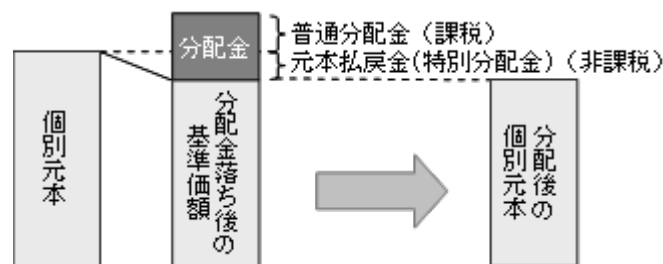 分配金
普通分配金（課税）
元本払戻金(特別分配金)（非課税）
個別元本
分配金落ち後の
基準価額
分配後の
個別元本